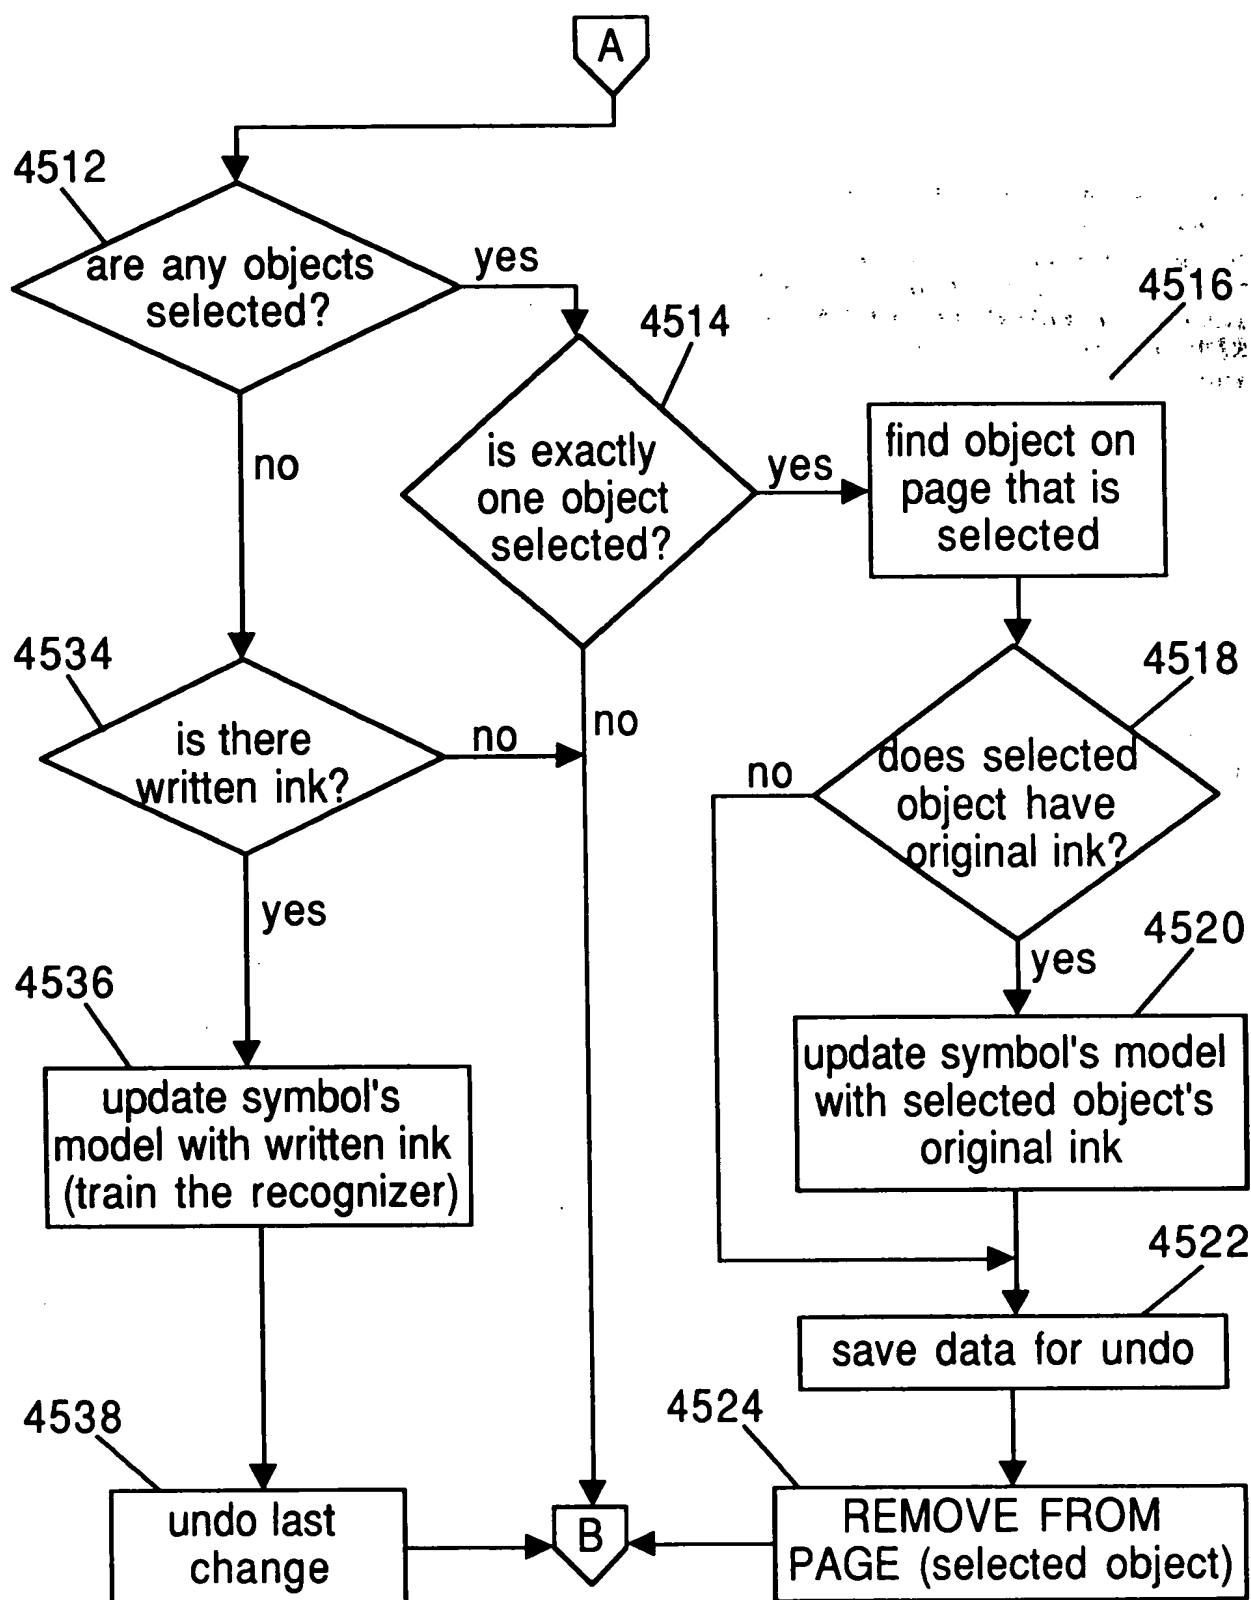 A
4512
are any objects
selected?
yes
4514
4516
no
is exactly
one object
selected?
yes
find object on
page that is
selected
4534
is there
written ink?
no
no
4518
does selected
object have
original ink?
no
yes
4520
yes
4536
update symbol's
model with written ink
(train the recognizer)
update symbol's model
with selected object's
original ink
4522
save data for undo
4538
undo last
change
B
4524
REMOVE FROM
PAGE (selected object)